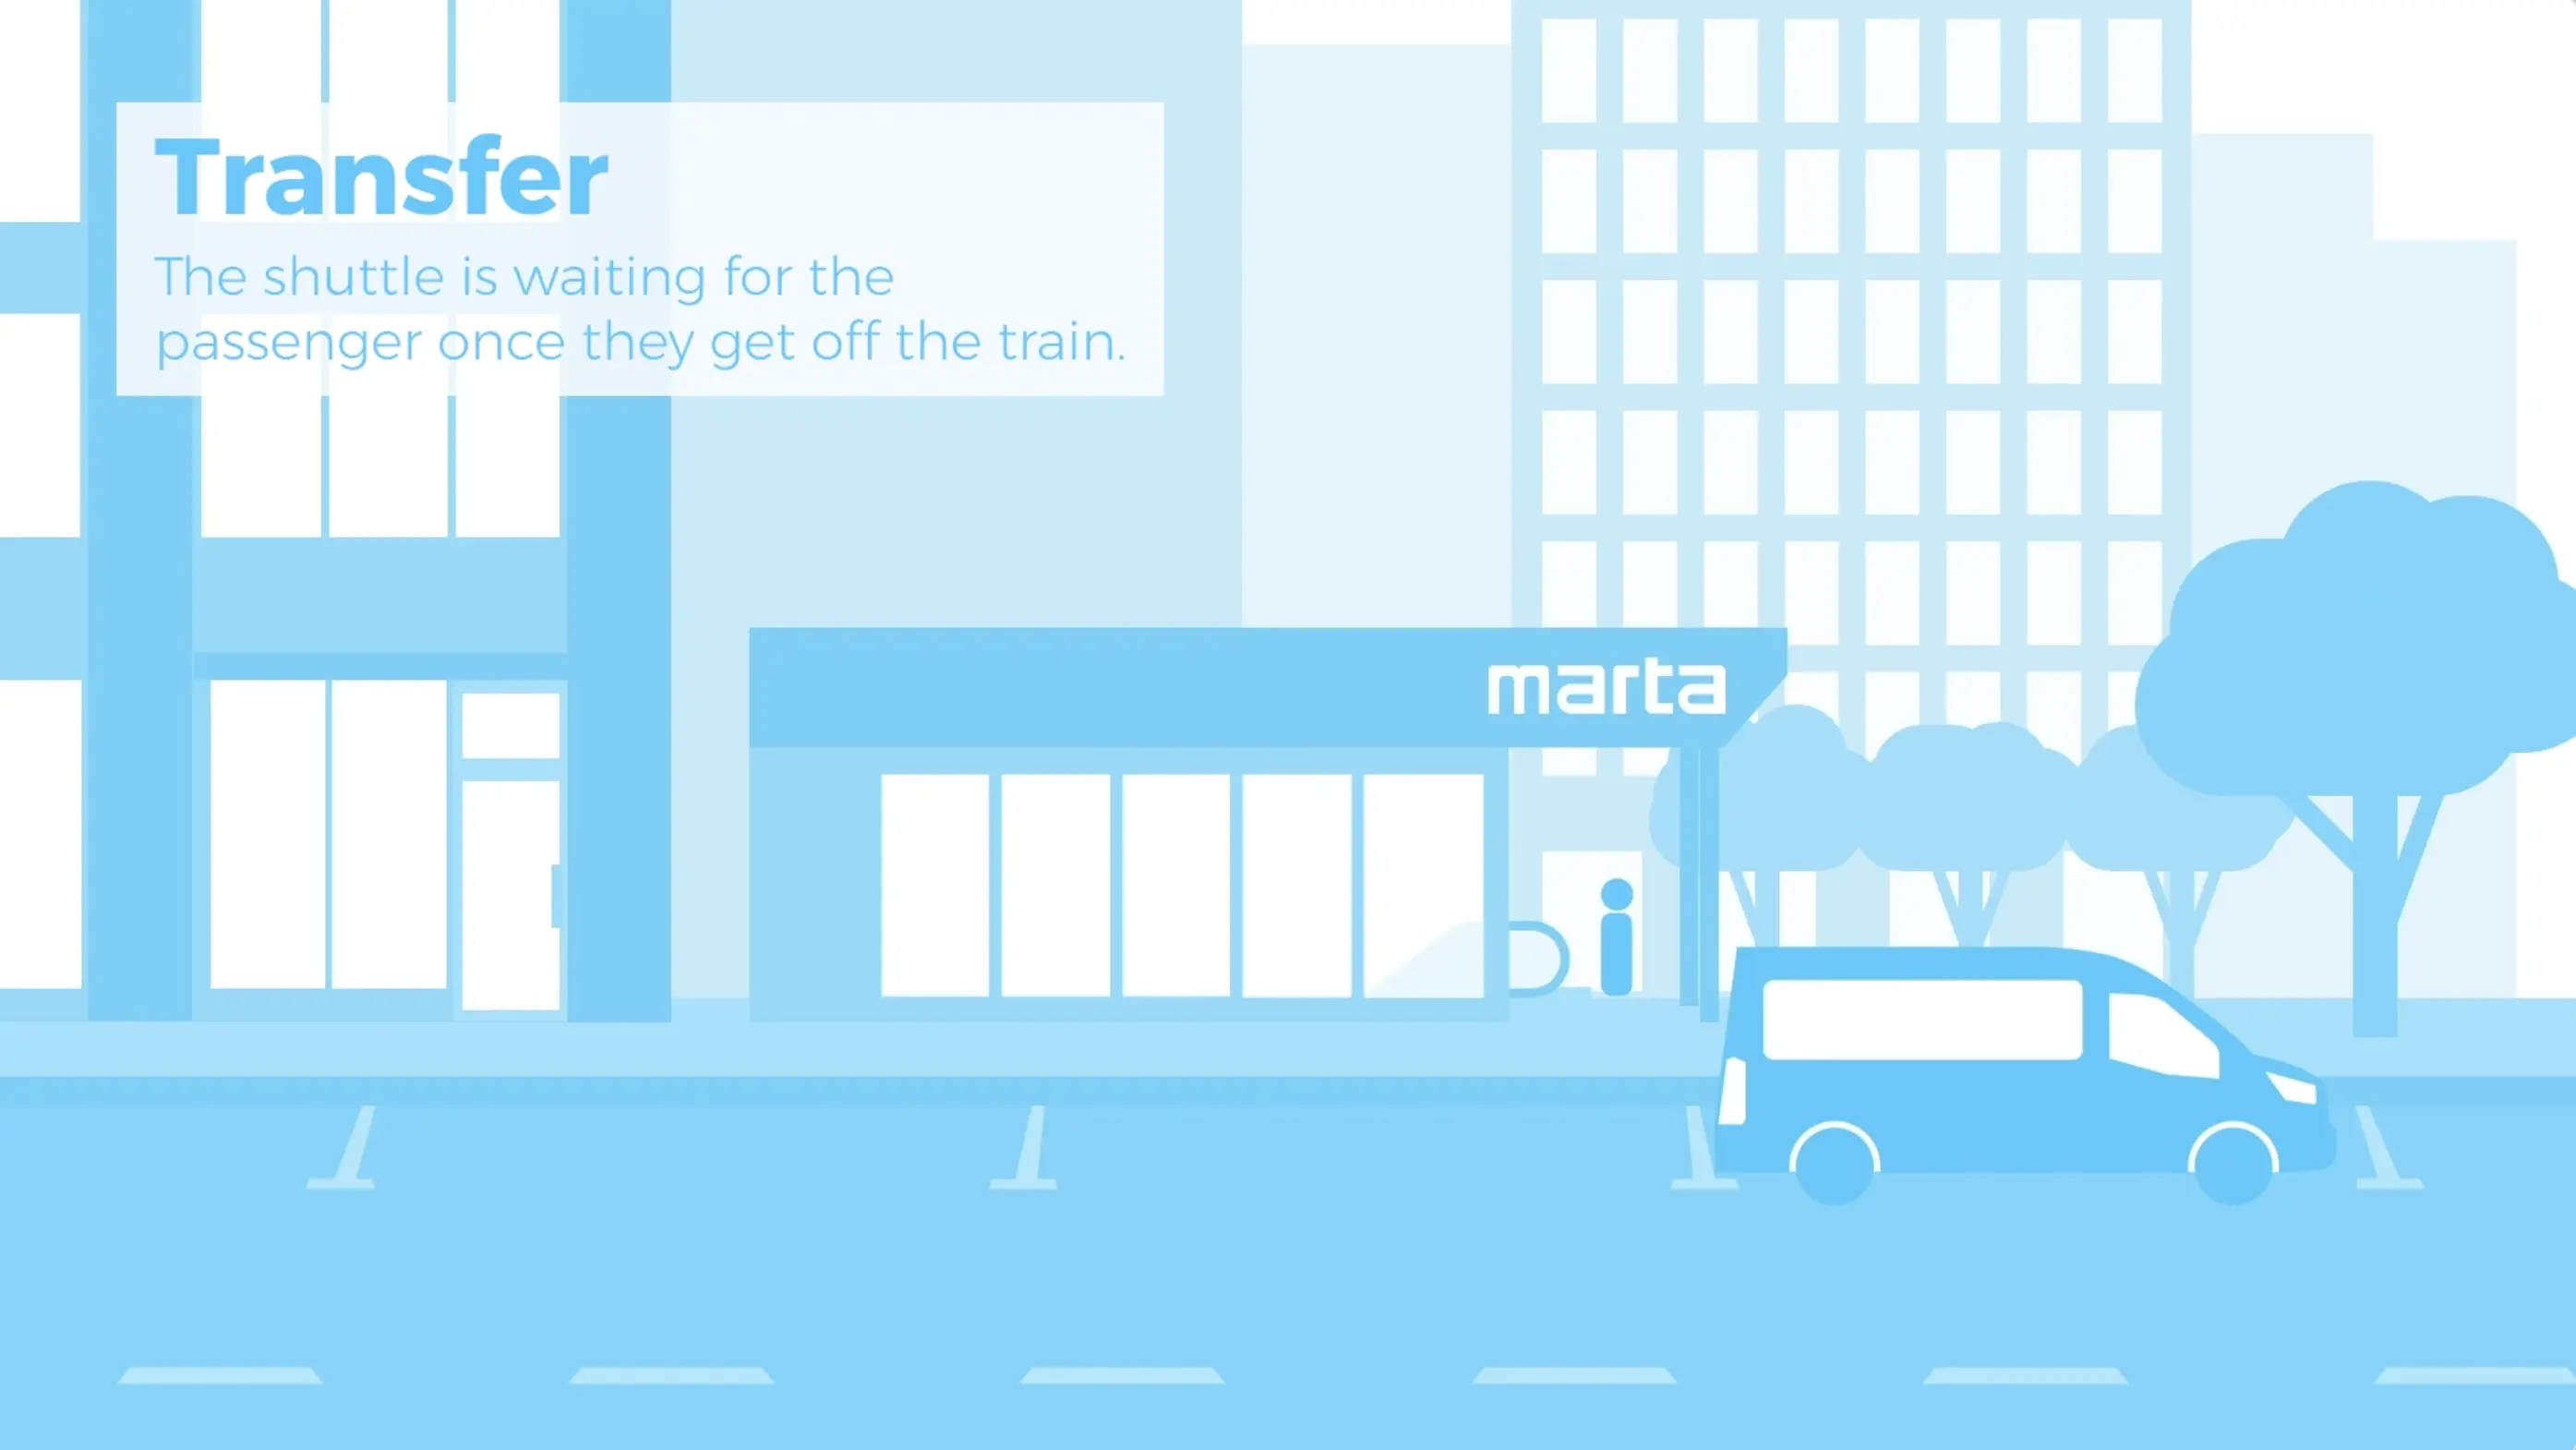 Transfer
The shuttle is waiting for the
passenger once they get off the train.
marta